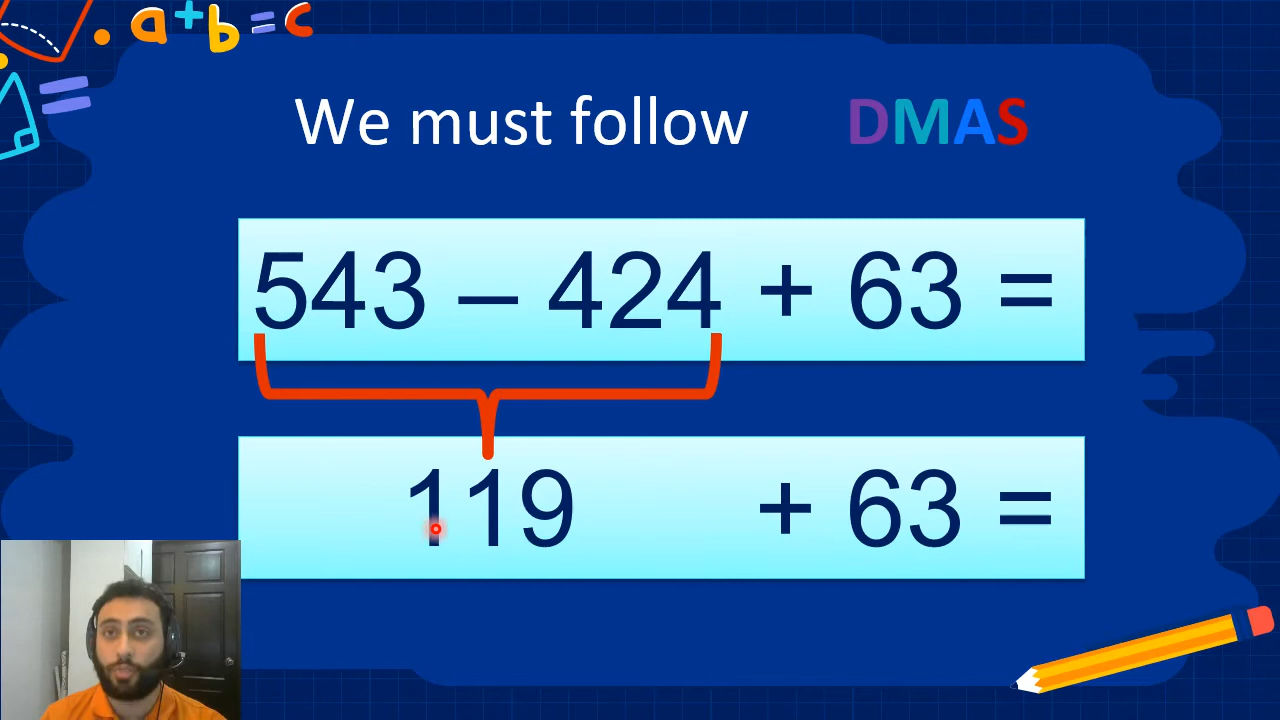 a+b=c
We must follow DMAS
543 – 424 + 63 =
119 + 63 =